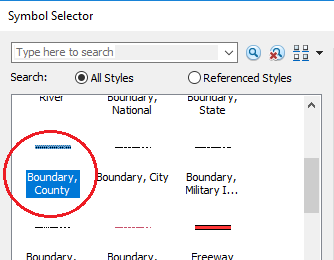 Symbol Selector
Type here to search
Search: All Styles Referenced Styles
River Boundary, National Boundary, State
Boundary, County Boundary, City Boundary, Military I...
Boundary, Boundary, Freeway